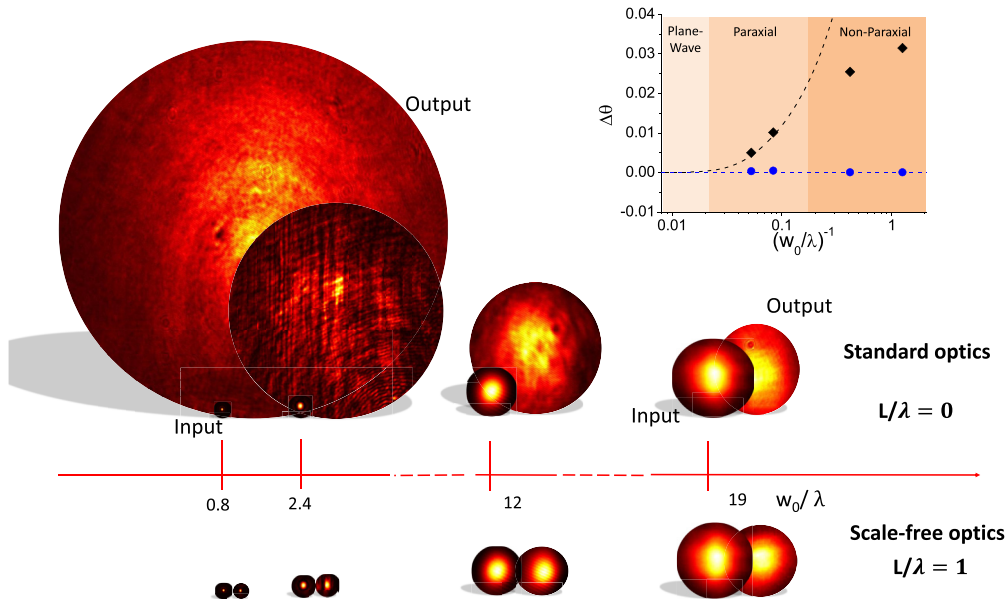 0.04
0.03
0.02
0.01
0.00
-0.01
Δθ
Plane-
Wave
Paraxial
Non-Paraxial
0.01
0.1
1
(w₀/λ)⁻¹
Output
Output
Standard optics
L/λ = 0
Input
Input
0.8
2.4
12
19
w₀/ λ
Scale-free optics
L/λ = 1